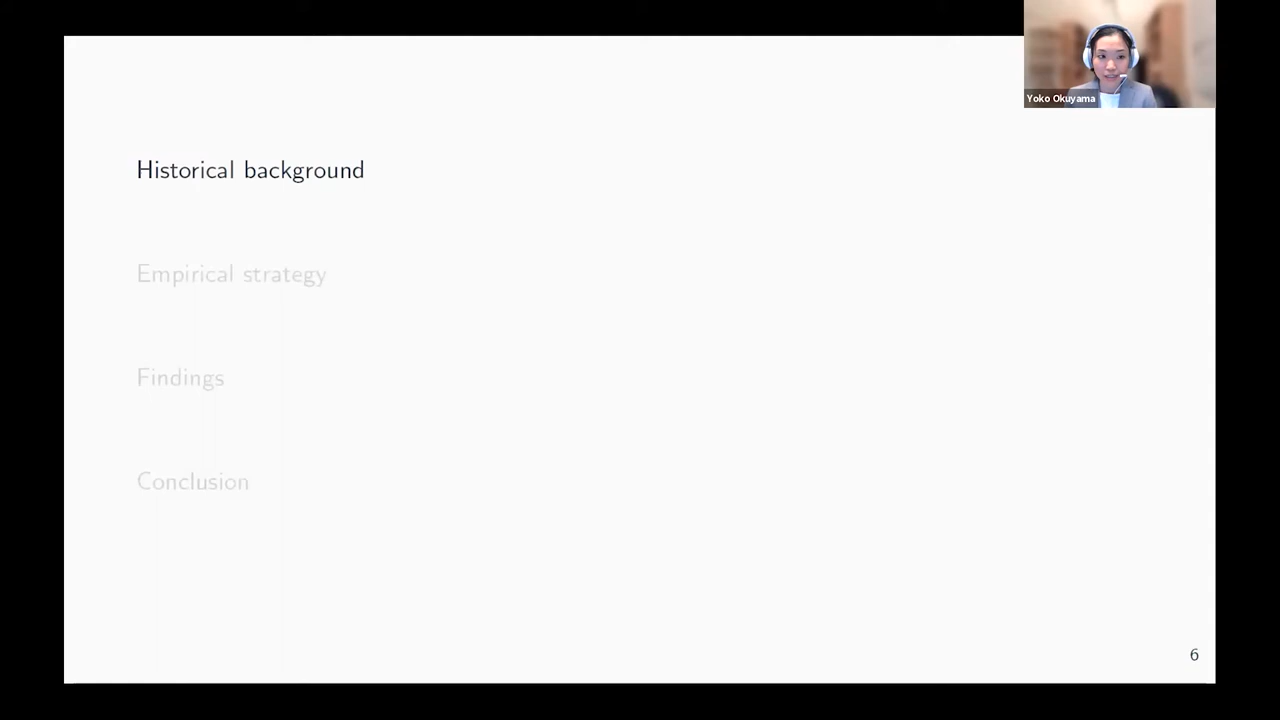 Yoko Okuyama
Historical background
Empirical strategy
Findings
Conclusion
6